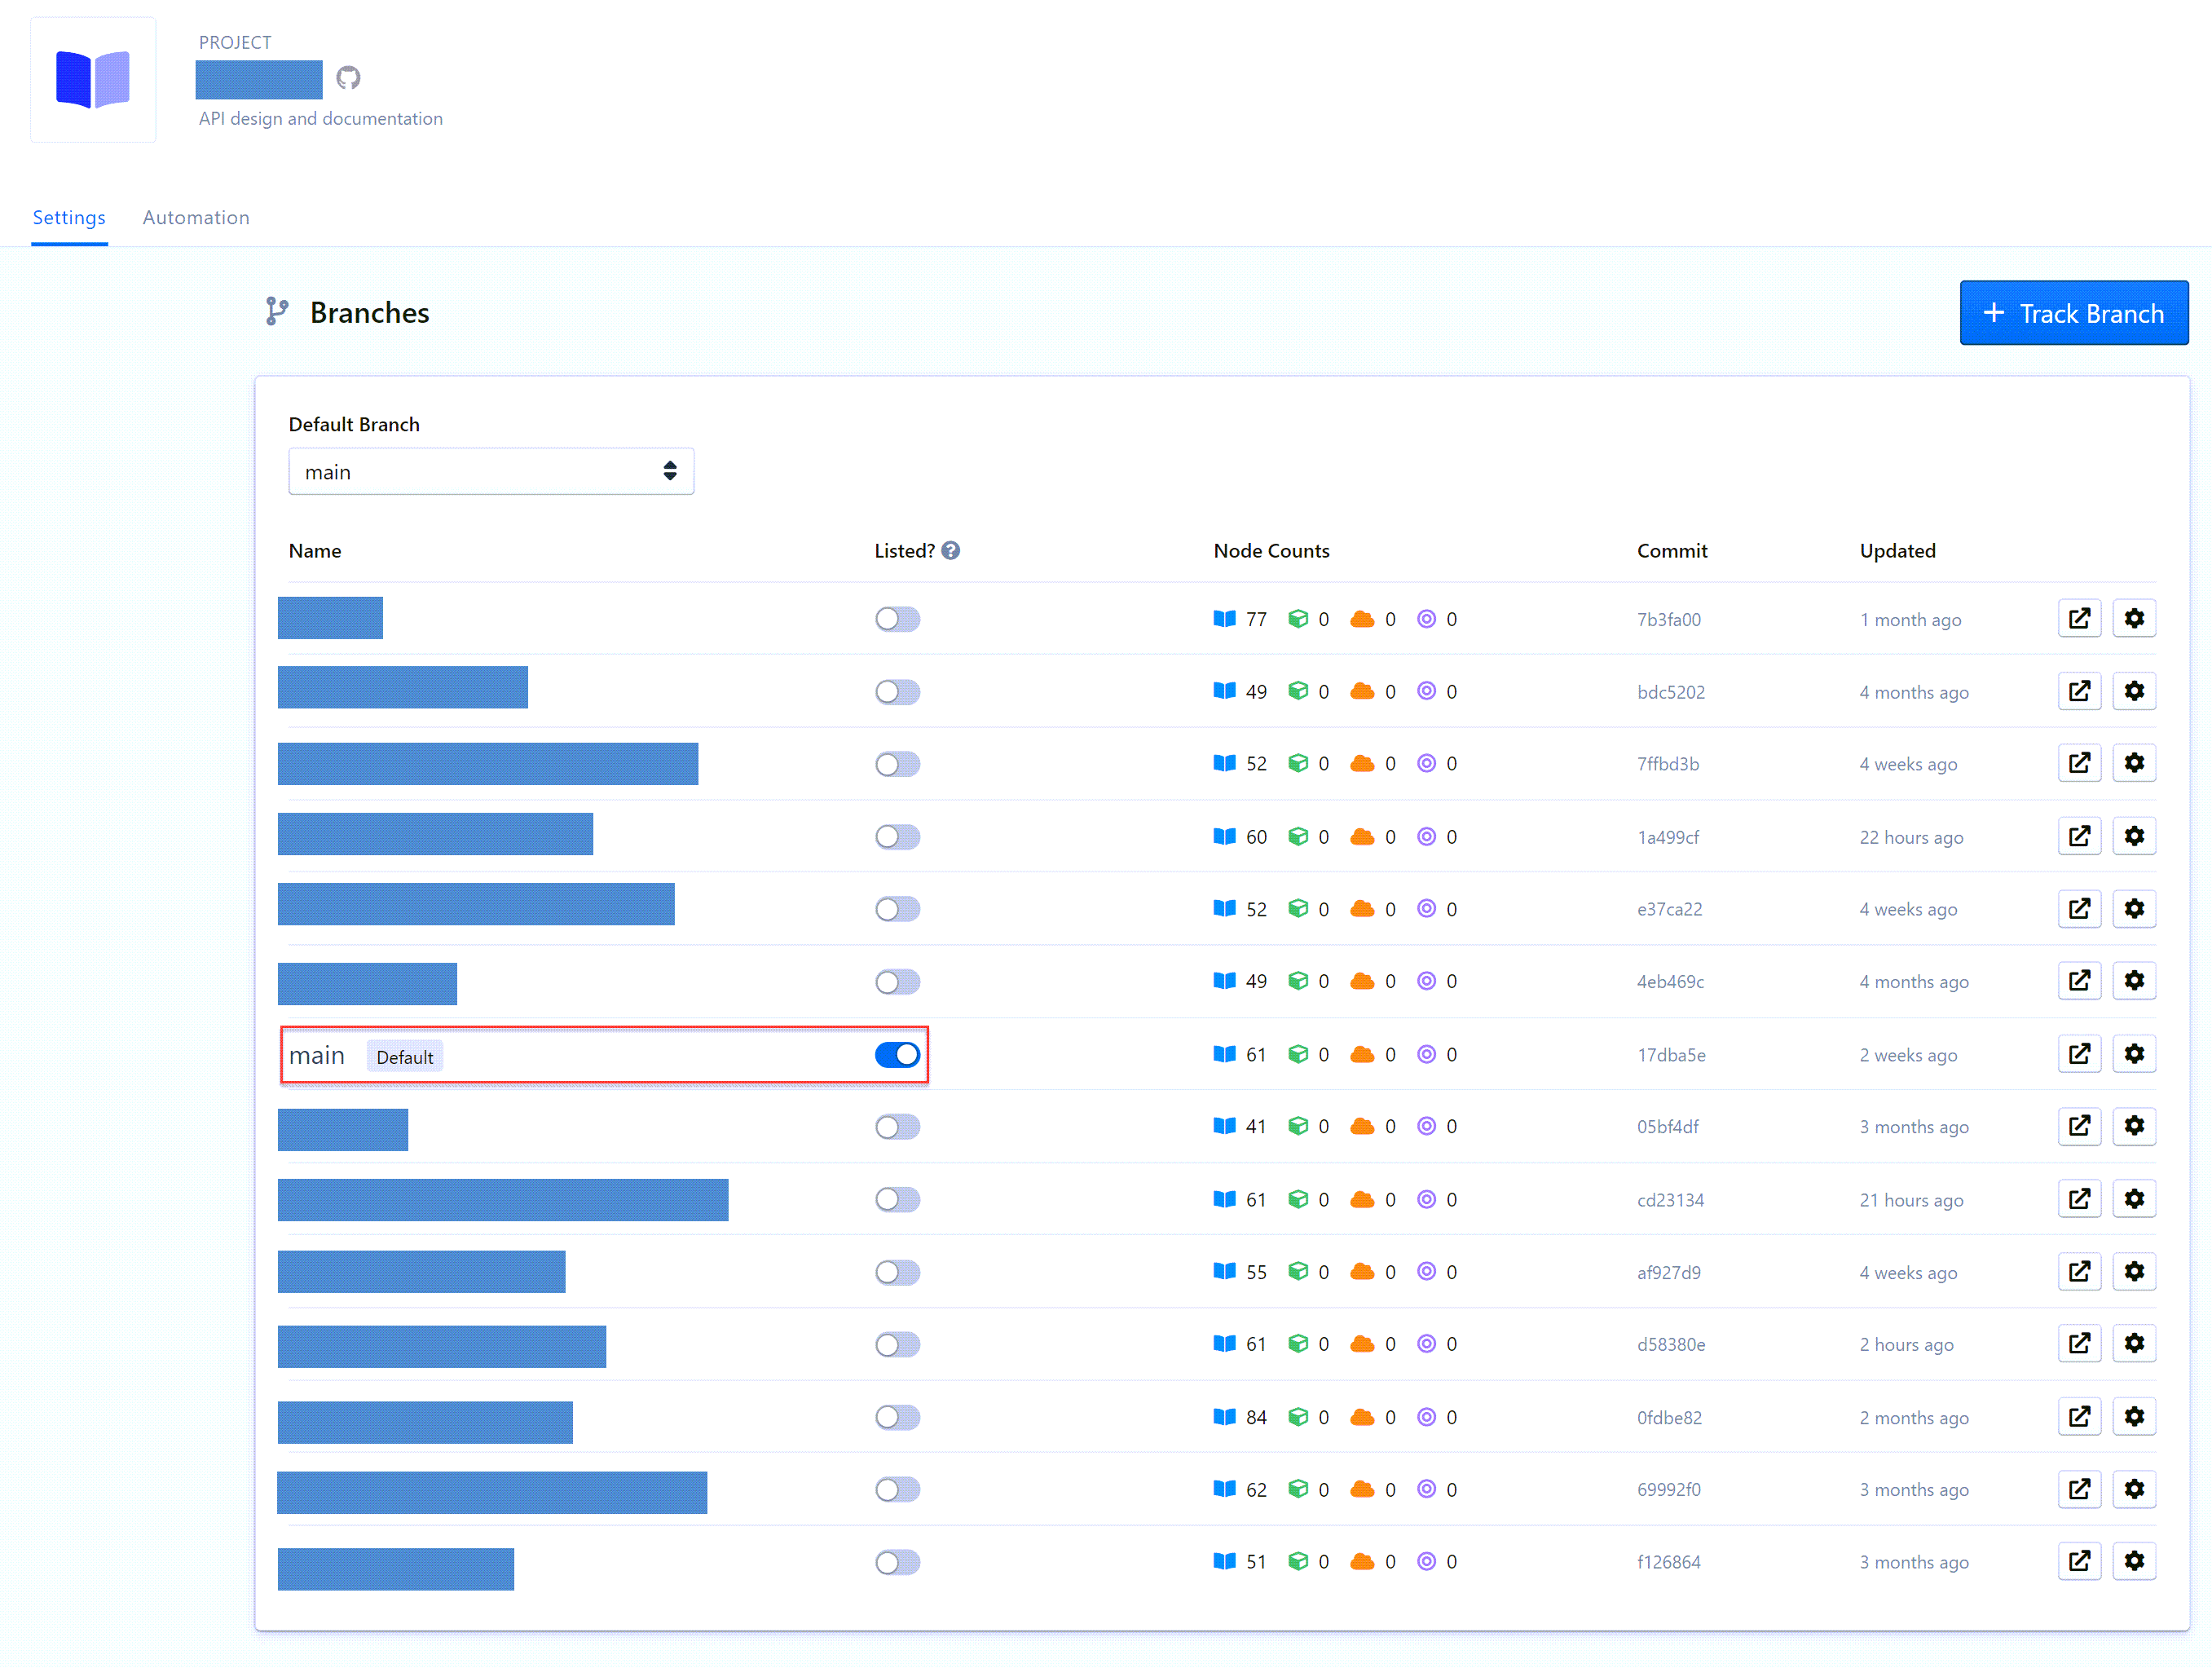 PROJECT
API design and documentation
Settings Automation
Branches
+ Track Branch
Default Branch
main
Name Listed? ? Node Counts Commit Updated
77 0 0 0 7b3fa00 1 month ago
49 0 0 0 bdc5202 4 months ago
52 0 0 0 7ffbd3b 4 weeks ago
60 0 0 0 1a499cf 22 hours ago
52 0 0 0 e37ca22 4 weeks ago
49 0 0 0 4eb469c 4 months ago
main Default 61 0 0 0 17dba5e 2 weeks ago
41 0 0 0 05bf4df 3 months ago
61 0 0 0 cd23134 21 hours ago
55 0 0 0 af927d9 4 weeks ago
61 0 0 0 d58380e 2 hours ago
84 0 0 0 0fdbe82 2 months ago
62 0 0 0 69992f0 3 months ago
51 0 0 0 f126864 3 months ago